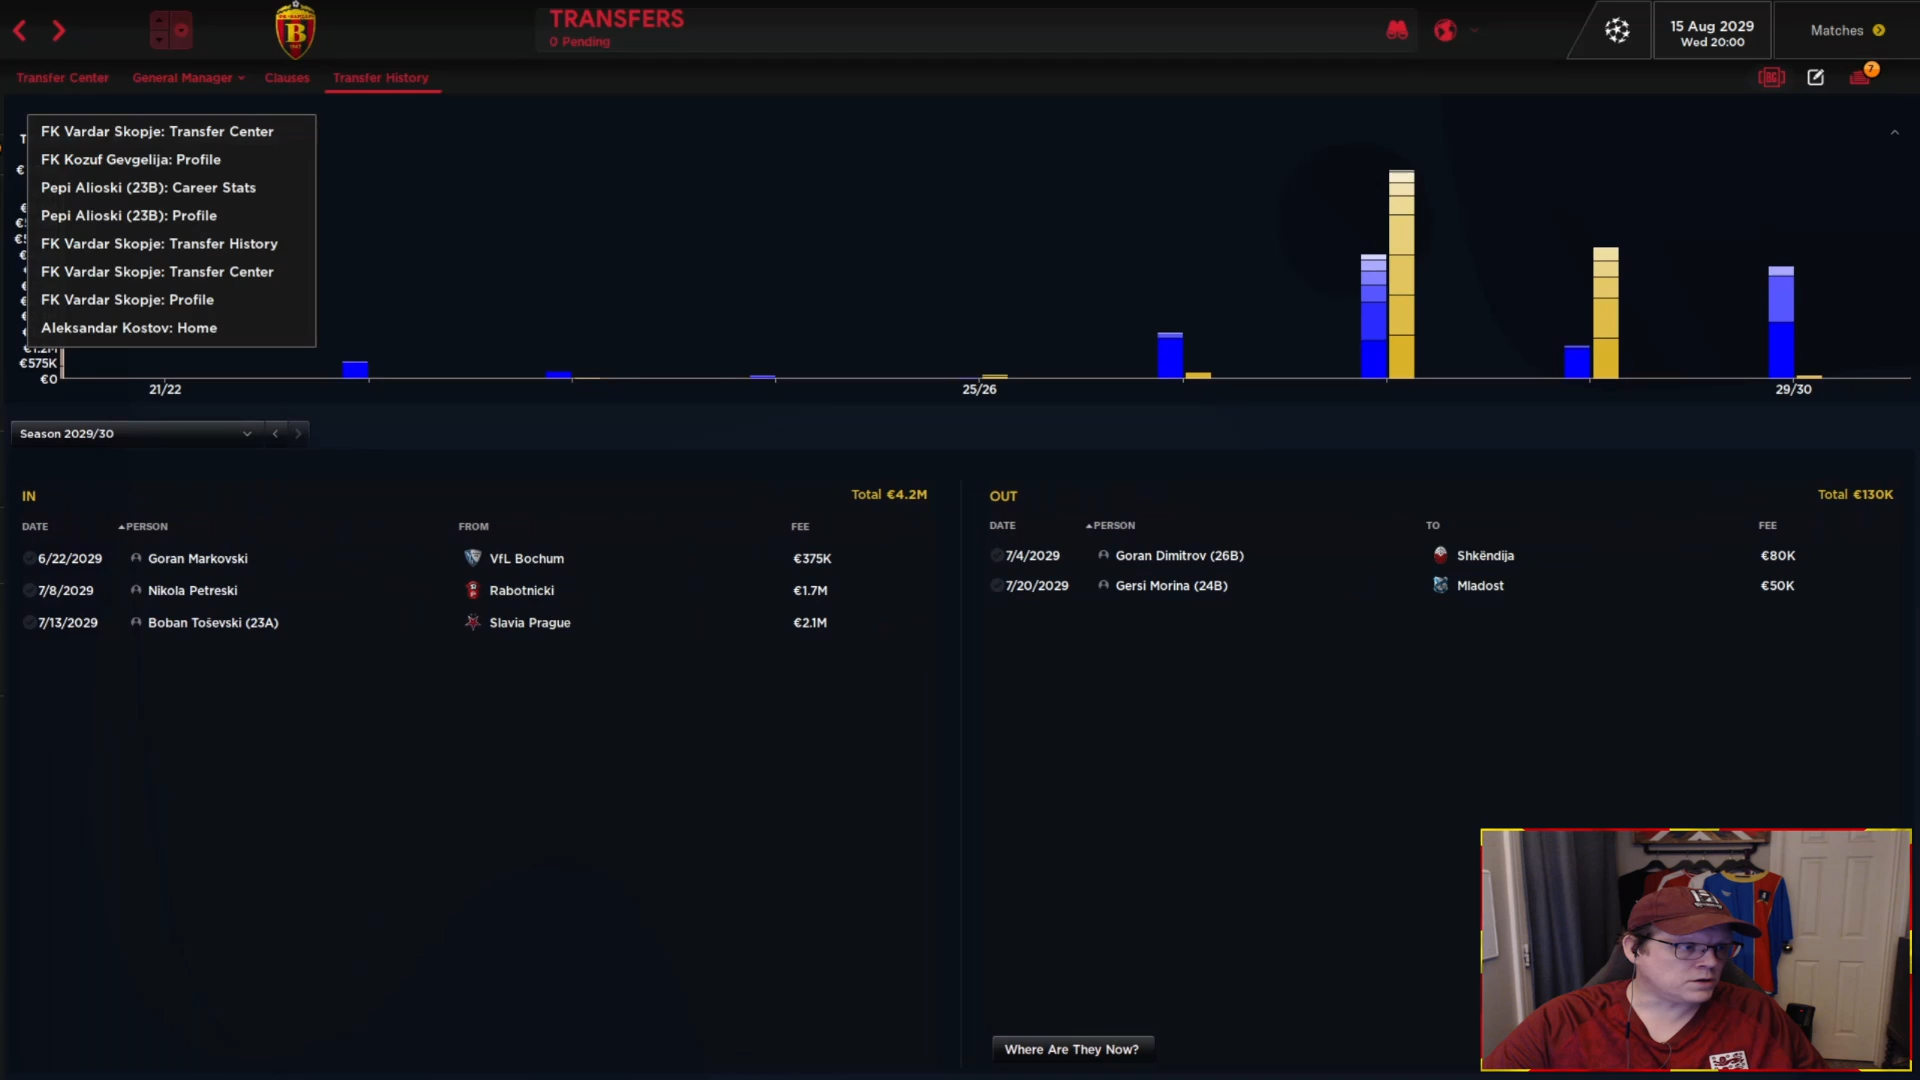 TRANSFERS
0 Pending
15 Aug 2029
Wed 20:00
Matches
Transfer Center
General Manager
Clauses
Transfer History
7
FK Vardar Skopje: Transfer Center
FK Kozuf Gevgelija: Profile
Pepi Alioski (23B): Career Stats
Pepi Alioski (23B): Profile
FK Vardar Skopje: Transfer History
FK Vardar Skopje: Transfer Center
FK Vardar Skopje: Profile
Aleksandar Kostov: Home
€575K
€0
21/22
25/26
29/30
Season 2029/30
IN
Total €4.2M
DATE PERSON FROM FEE
6/22/2029 Goran Markovski VfL Bochum €375K
7/8/2029 Nikola Petreski Rabotnicki €1.7M
7/13/2029 Boban Toševski (23A) Slavia Prague €2.1M
OUT
Total €130K
DATE PERSON TO FEE
7/4/2029 Goran Dimitrov (26B) Shkëndija €80K
7/20/2029 Gersi Morina (24B) Mladost €50K
Where Are They Now?